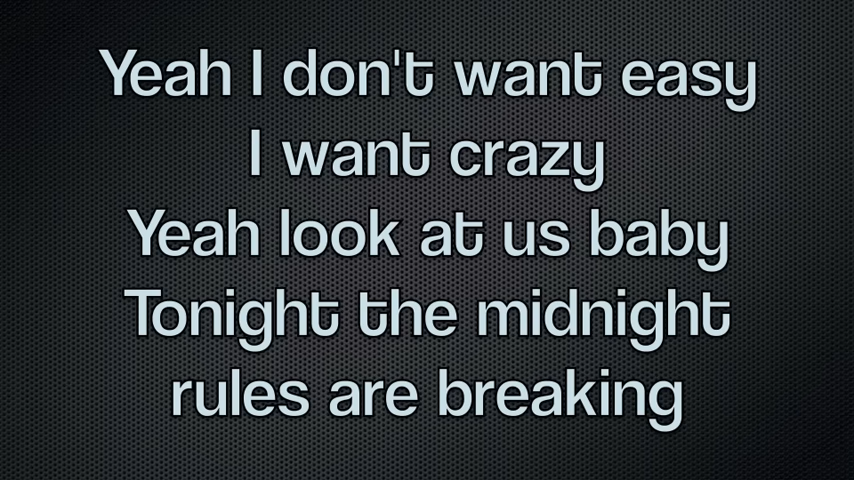 Yeah I don't want easy
I want crazy
Yeah look at us baby
Tonight the midnight
rules are breaking